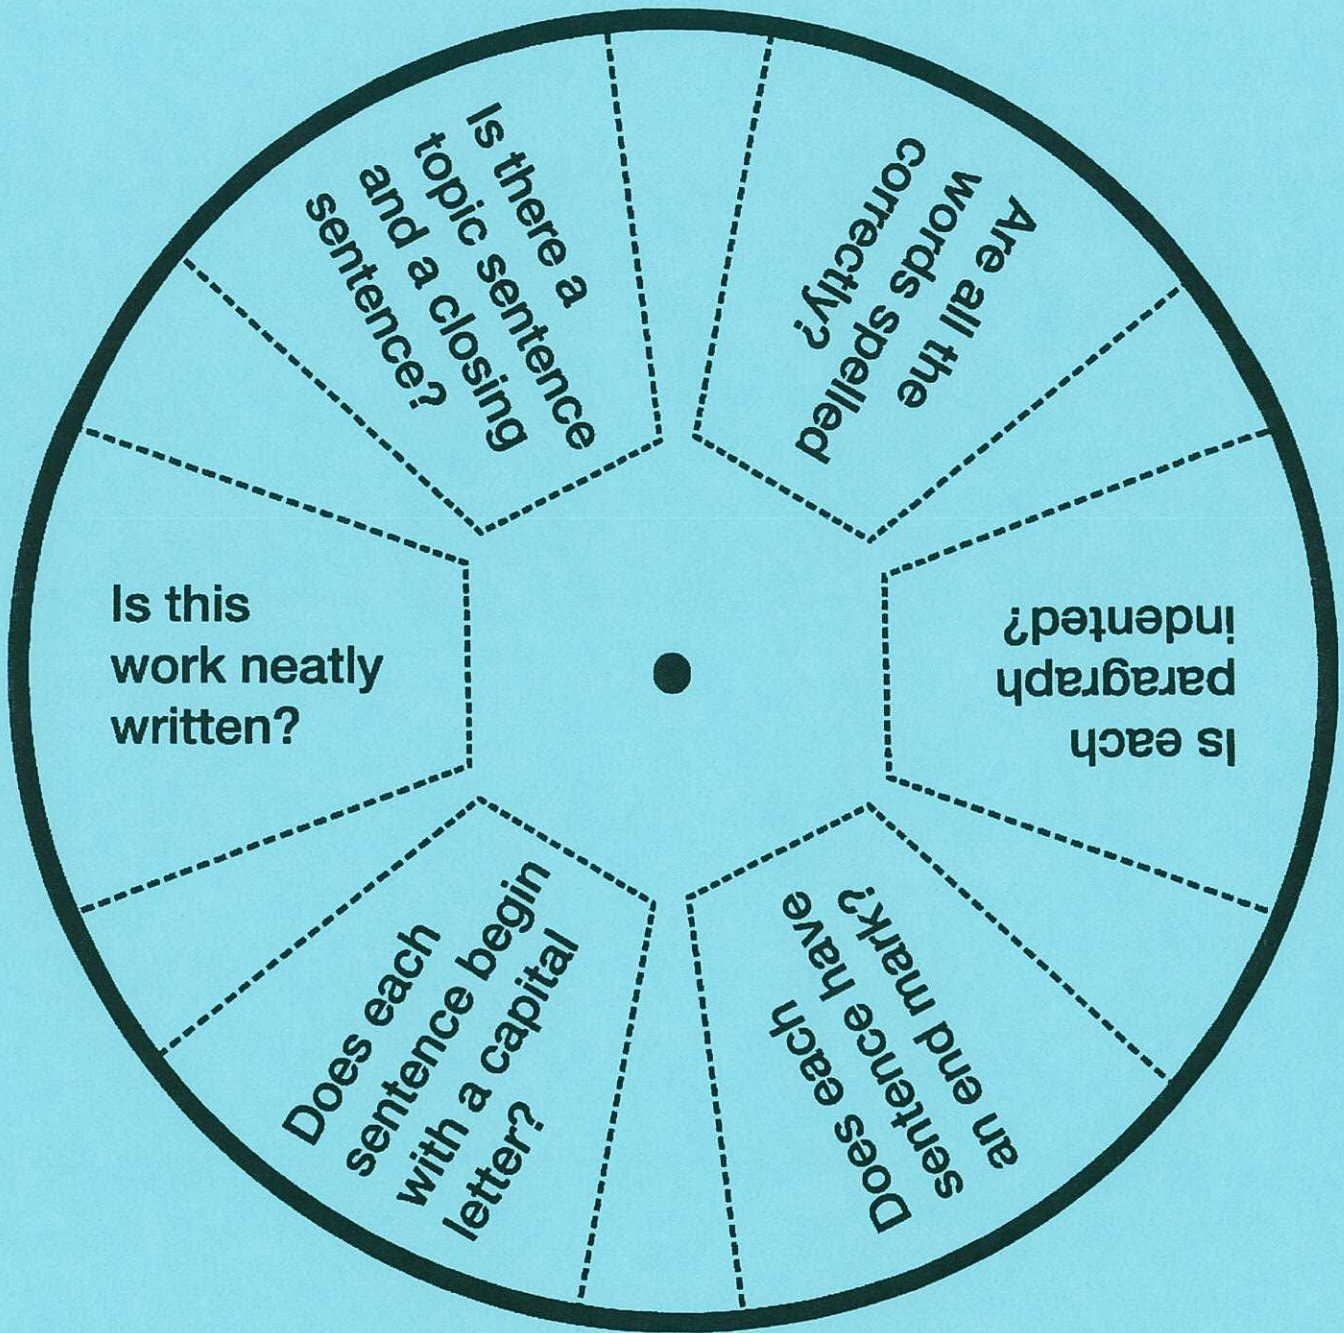 Is there a
topic sentence
and a closing
sentence?
Are all the
words spelled
correctly?
Is each
paragraph
indented?
Does each
sentence have
an end mark?
Does each
sentence begin
with a capital
letter?
Is this
work neatly
written?